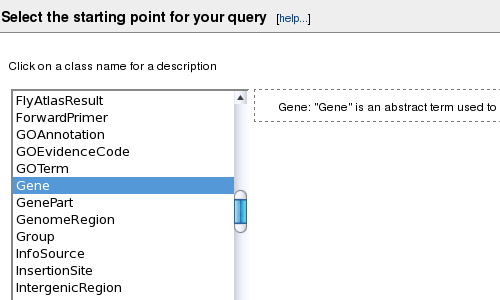 Select the starting point for your query [help...]
Click on a class name for a description
FlyAtlasResult
ForwardPrimer
GOAnnotation
GOEvidenceCode
GOTerm
Gene
GenePart
GenomeRegion
Group
InfoSource
InsertionSite
IntergenicRegion
Gene: "Gene" is an abstract term used to